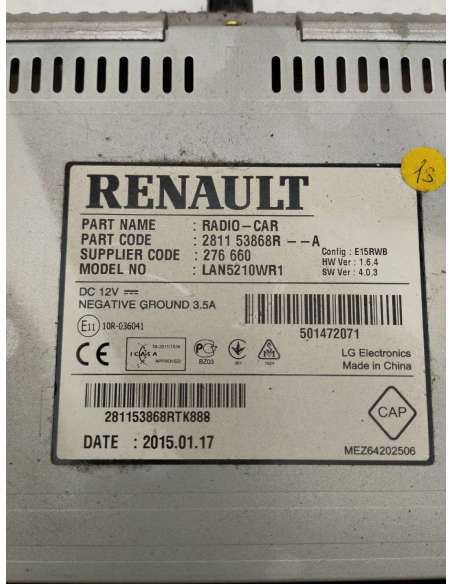 1s
RENAULT
PART NAME : RADIO-CAR
PART CODE : 2811 53868R --A
SUPPLIER CODE : 276 660
MODEL NO : LAN5210WR1
Config : E15RWB
HW Ver : 1.6.4
SW Ver : 4.0.3
DC 12V
NEGATIVE GROUND 3.5A
E11 10R-036041
501472071
CE
ICASA
APPROVED
BZ03
LG Electronics
Made in China
281153868RTK888
CAP
DATE : 2015.01.17
MEZ64202506